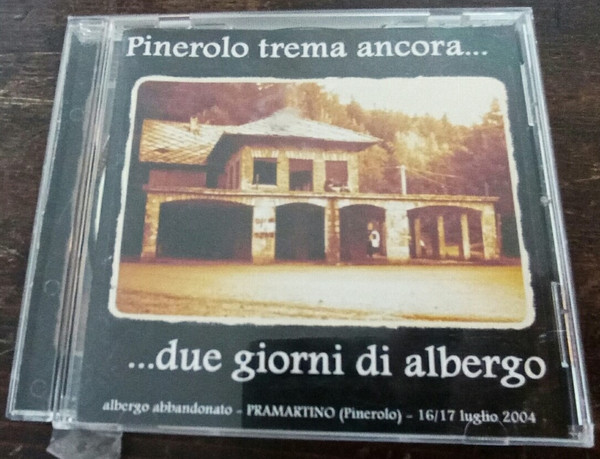 Pinerolo trema ancora...
...due giorni di albergo
albergo abbandonato - PRAMARTINO (Pinerolo) - 16/17 luglio 2004